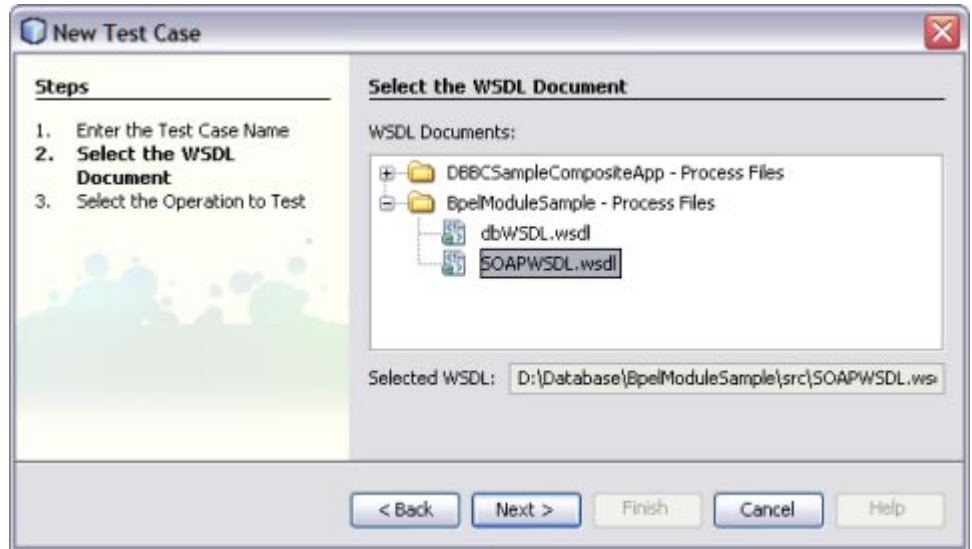 New Test Case
Steps
1. Enter the Test Case Name
2. Select the WSDL
Document
3. Select the Operation to Test
Select the WSDL Document
WSDL Documents:
DBBCSampleCompositeApp - Process Files
BpelModuleSample - Process Files
dbWSDL.wsdl
SOAPWSDL.wsdl
Selected WSDL: D:\Database\BpelModuleSample\src\SOAPWSDL.ws
< Back Next > Finish Cancel Help